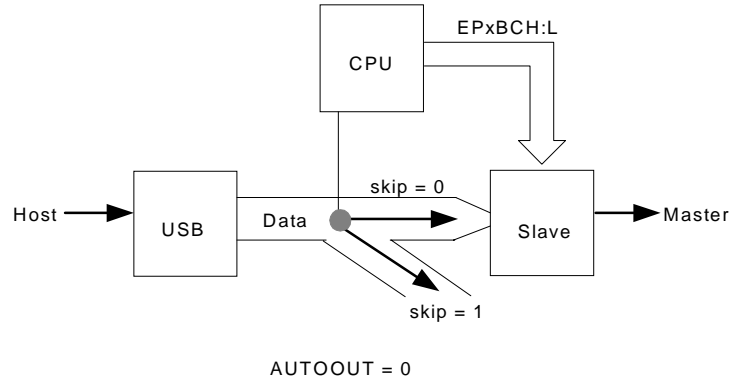 EPxBCH:L
CPU
skip = 0
Host
USB
Data
Slave
Master
skip = 1
AUTOOUT = 0